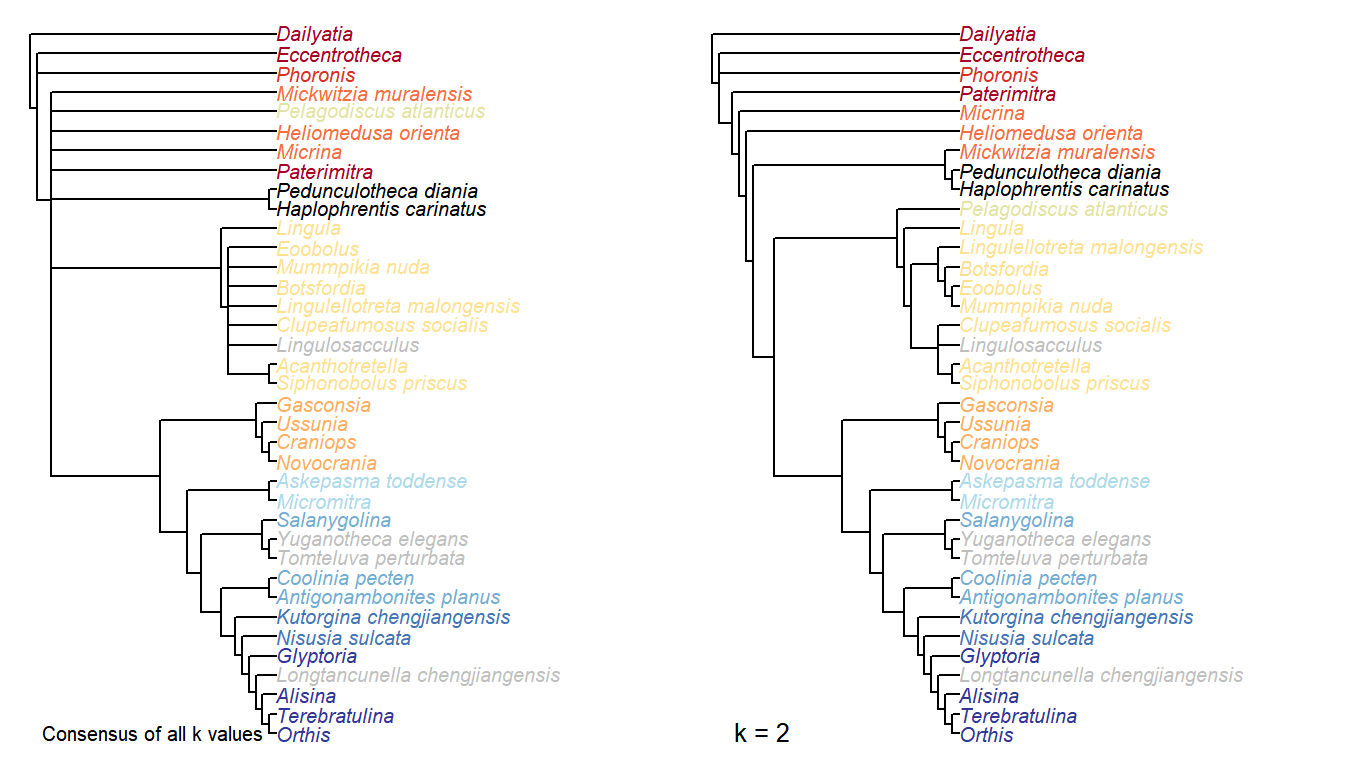 Dailyatia
Eccentrotheca
Phoronis
Mickwitzia muralensis
Pelagodiscus atlanticus
Heliomedusa orienta
Micrina
Paterimitra
Pedunculotheca diania
Haplophrentis carinatus
Lingula
Eoobolus
Mummpikia nuda
Botsfordia
Lingulellotreta malongensis
Clupeafumosus socialis
Lingulosacculus
Acanthotretella
Siphonobolus priscus
Gasconsia
Ussunia
Craniops
Novocrania
Askepasma toddense
Micromitra
Salanygolina
Yuganotheca elegans
Tomteluva perturbata
Coolinia pecten
Antigonambonites planus
Kutorgina chengjiangensis
Nisusia sulcata
Glyptoria
Longtancunella chengjiangensis
Alisina
Terebratulina
Orthis
Consensus of all k values
Dailyatia
Eccentrotheca
Phoronis
Paterimitra
Micrina
Heliomedusa orienta
Mickwitzia muralensis
Pedunculotheca diania
Haplophrentis carinatus
Pelagodiscus atlanticus
Lingula
Lingulellotreta malongensis
Botsfordia
Eoobolus
Mummpikia nuda
Clupeafumosus socialis
Lingulosacculus
Acanthotretella
Siphonobolus priscus
Gasconsia
Ussunia
Craniops
Novocrania
Askepasma toddense
Micromitra
Salanygolina
Yuganotheca elegans
Tomteluva perturbata
Coolinia pecten
Antigonambonites planus
Kutorgina chengjiangensis
Nisusia sulcata
Glyptoria
Longtancunella chengjiangensis
Alisina
Terebratulina
Orthis
k = 2